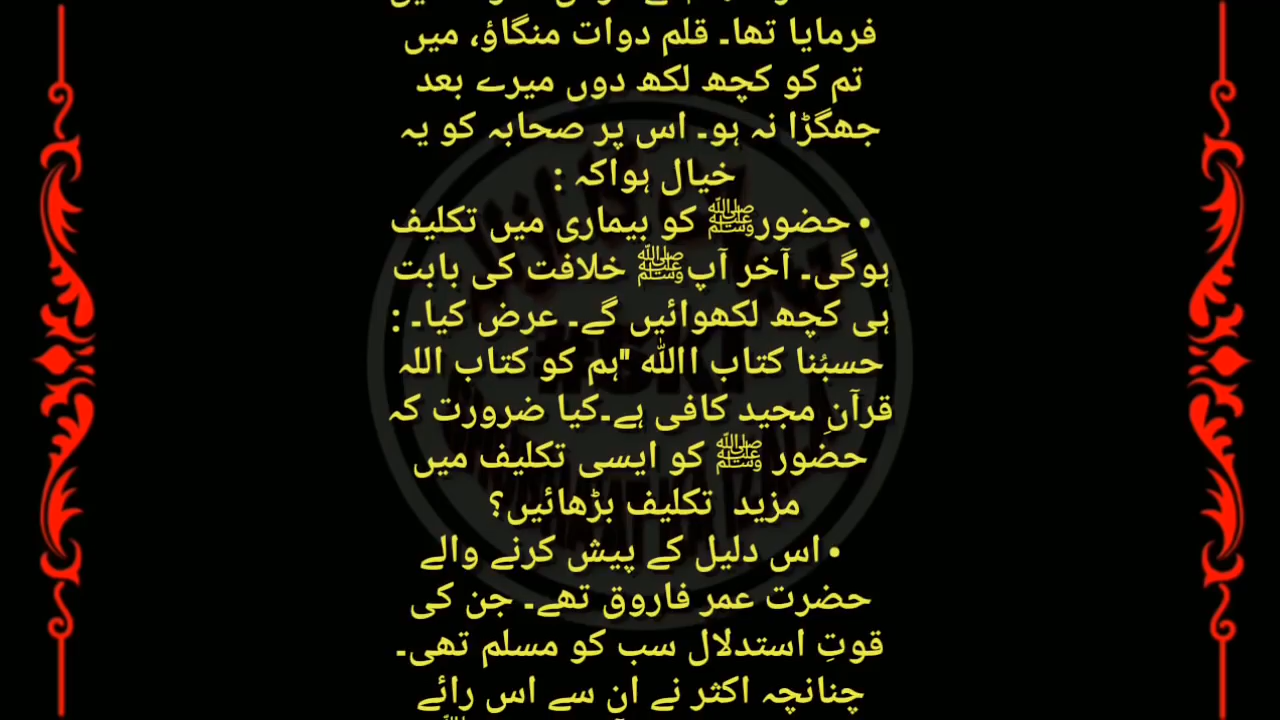 فرمایا تھا۔ قلم دوات منگاؤ، میں
تم کو کچھ لکھ دوں میرے بعد
جھگڑا نہ ہو۔ اس پر صحابہ کو یہ
خیال ہواکہ :
• حضورﷺ کو بیماری میں تکلیف
ہوگی۔ آخر آپﷺ خلافت کی بابت
ہی کچھ لکھوائیں گے۔ عرض کیا۔ :
حسبُنا کتاب اﷲ "ہم کو کتاب اللہ
قرآنِ مجید کافی ہے۔کیا ضرورت کہ
حضور ﷺ کو ایسی تکلیف میں
مزید تکلیف بڑھائیں؟
• اس دلیل کے پیش کرنے والے
حضرت عمر فاروق تھے۔ جن کی
قوتِ استدلال سب کو مسلم تھی۔
چنانچہ اکثر نے ان سے اس رائے